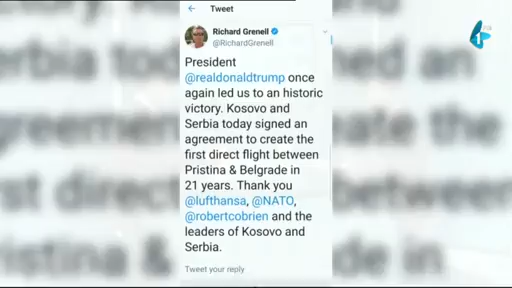 Tweet
Richard Grenell
@RichardGrenell
President
@realdonaldtrump once
again led us to an historic
victory. Kosovo and
Serbia today signed an
agreement to create the
first direct flight between
Pristina & Belgrade in
21 years. Thank you
@lufthansa, @NATO,
@robertcobrien and the
leaders of Kosovo and
Serbia.
Tweet your reply
1